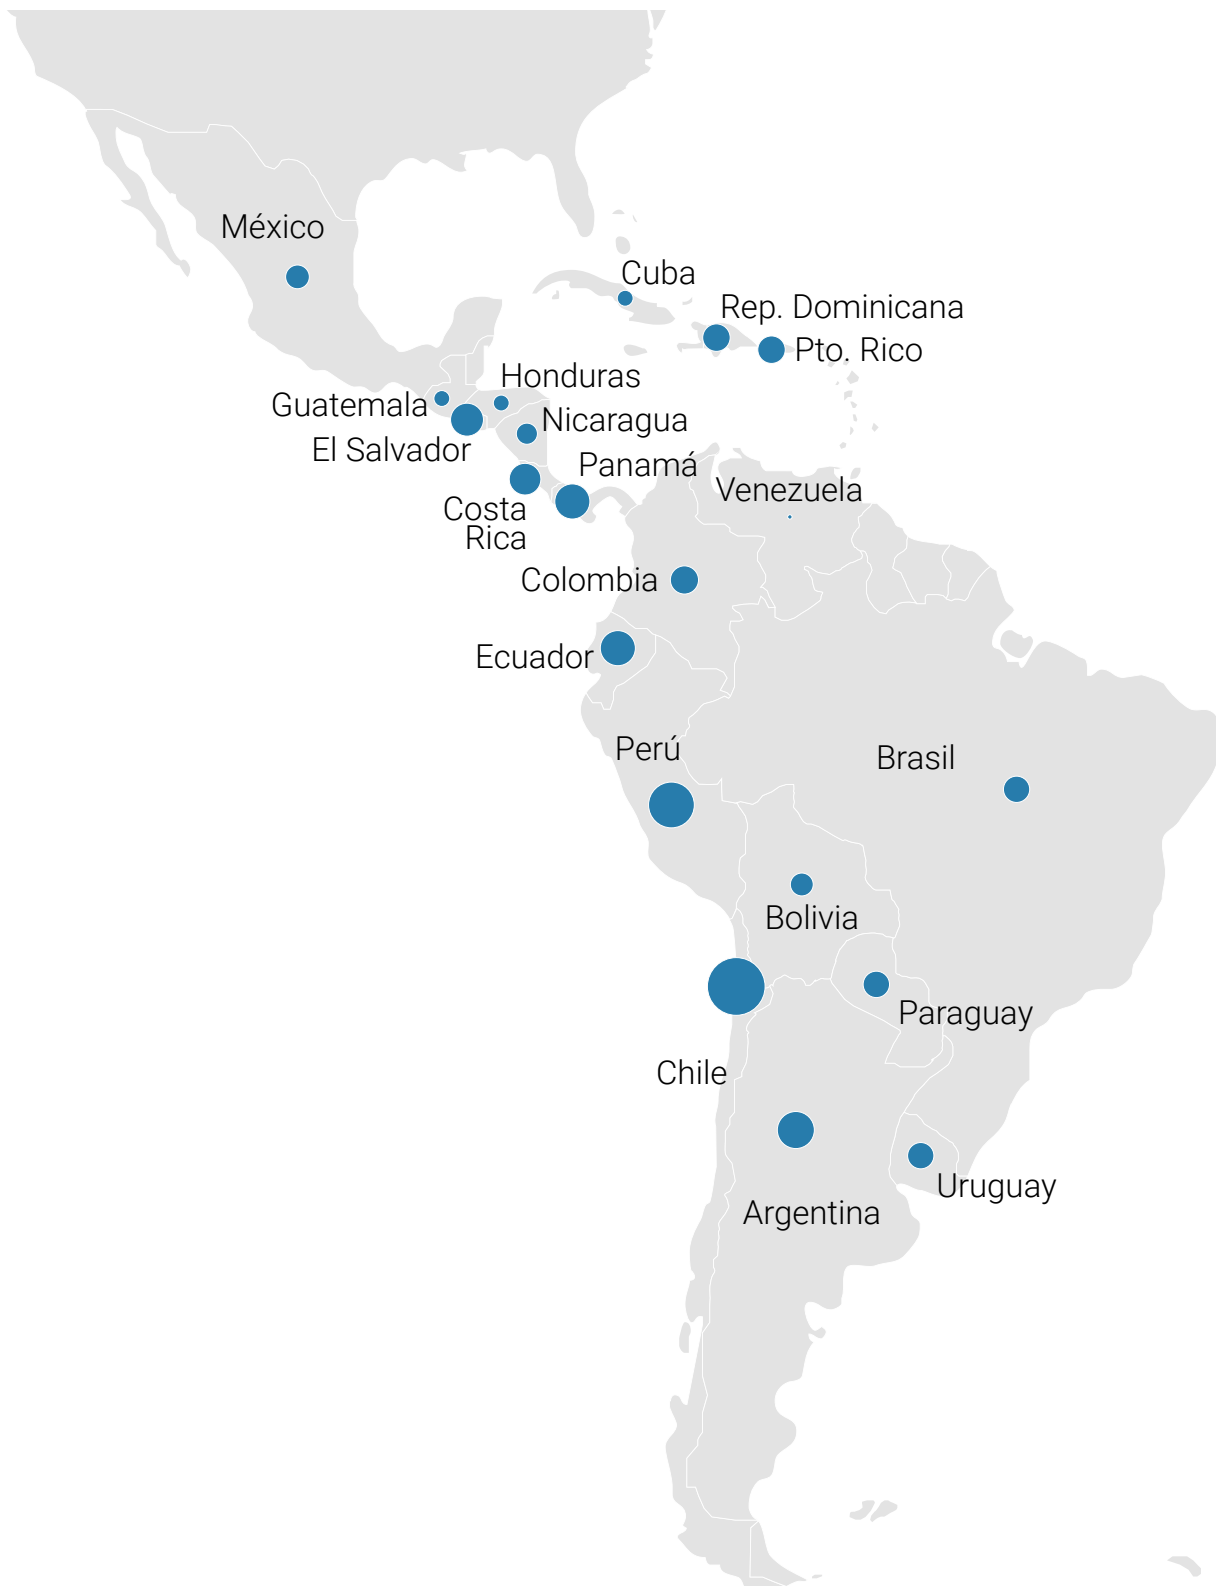 México
Cuba
Rep. Dominicana
Pto. Rico
Honduras
Guatemala
Nicaragua
El Salvador
Panamá
Venezuela
Costa
Rica
Colombia
Ecuador
Perú
Brasil
Bolivia
Paraguay
Chile
Uruguay
Argentina